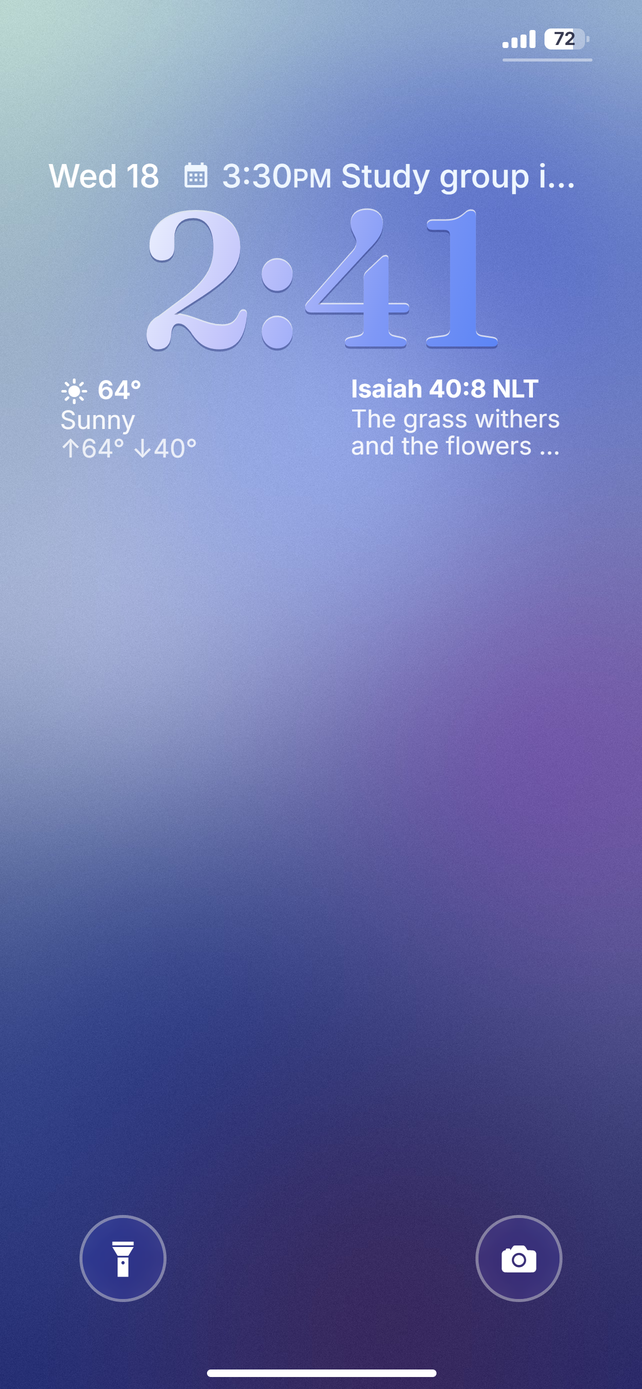 72
Wed 18 3:30PM Study group i...
2:41
64°
Sunny
↑64° ↓40°
Isaiah 40:8 NLT
The grass withers
and the flowers ...